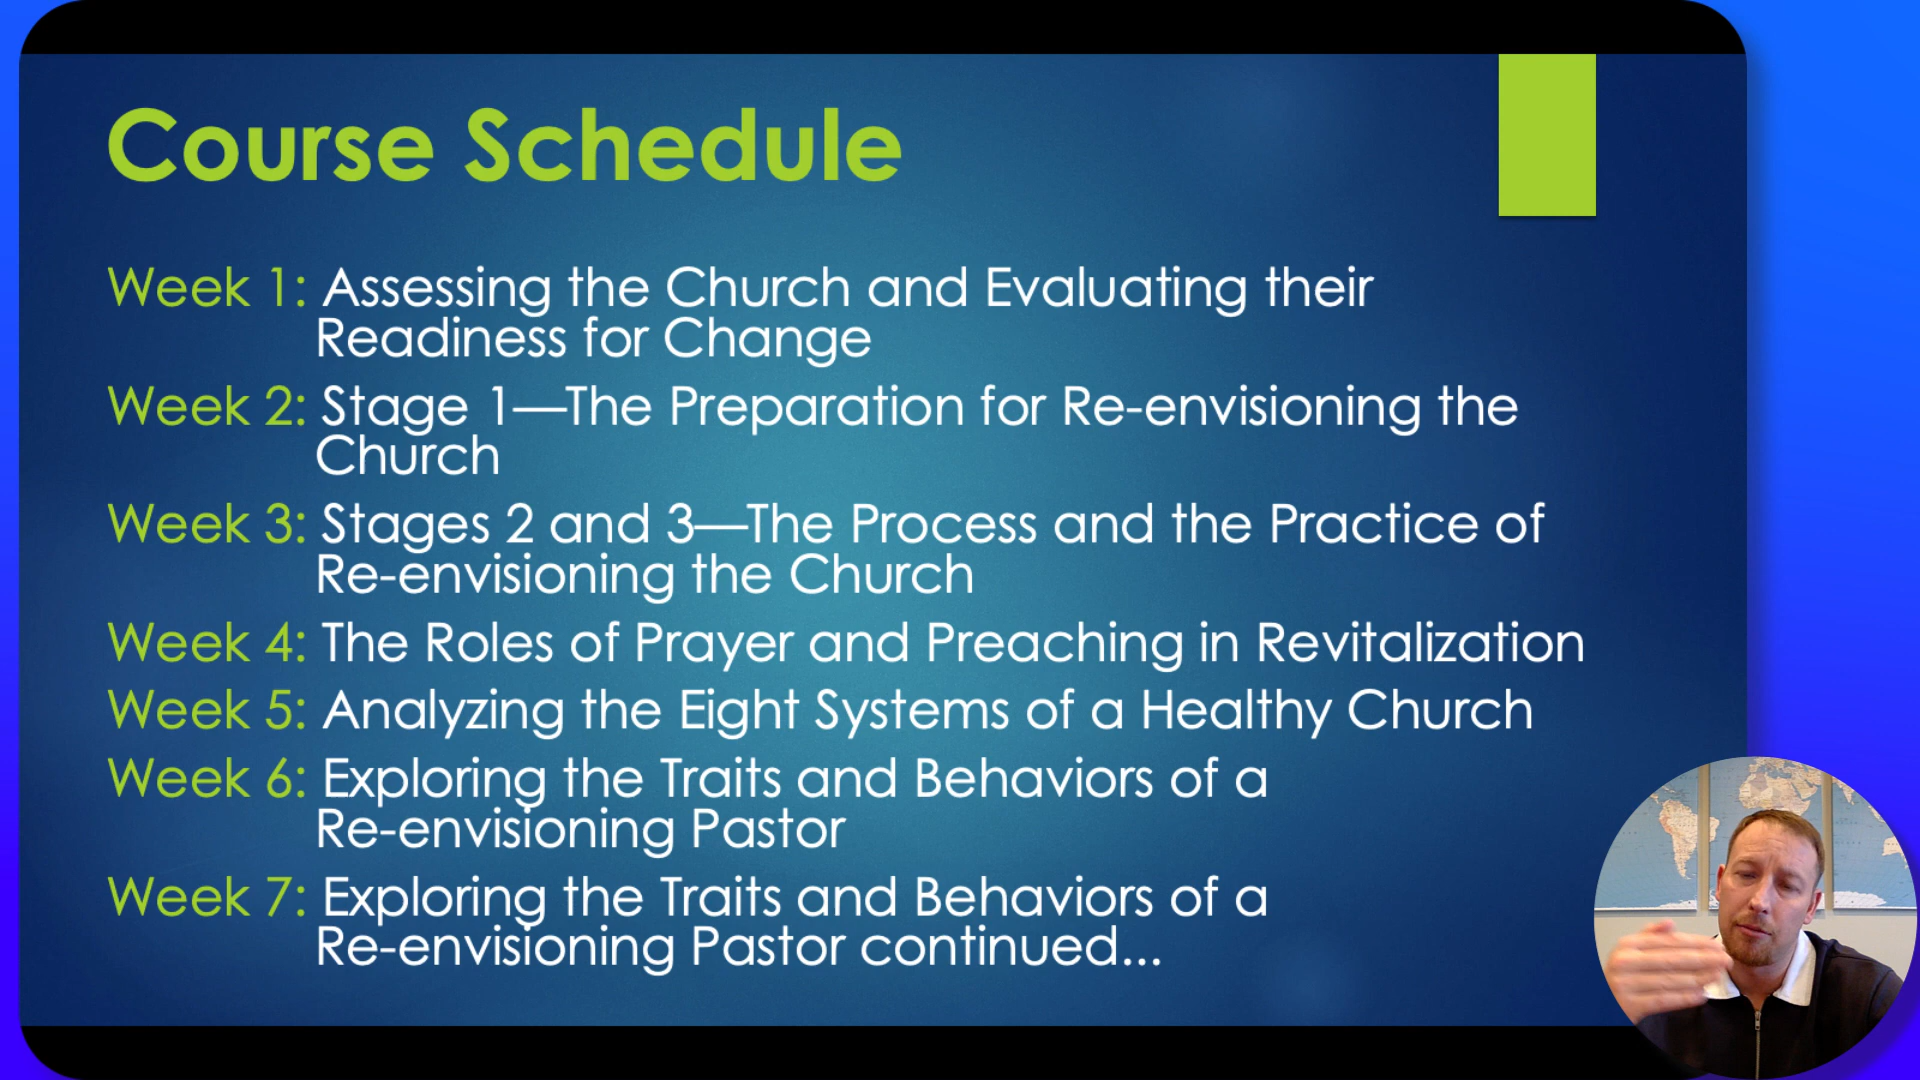 Course Schedule
Week 1: Assessing the Church and Evaluating their
Readiness for Change
Week 2: Stage 1—The Preparation for Re-envisioning the
Church
Week 3: Stages 2 and 3—The Process and the Practice of
Re-envisioning the Church
Week 4: The Roles of Prayer and Preaching in Revitalization
Week 5: Analyzing the Eight Systems of a Healthy Church
Week 6: Exploring the Traits and Behaviors of a
Re-envisioning Pastor
Week 7: Exploring the Traits and Behaviors of a
Re-envisioning Pastor continued...